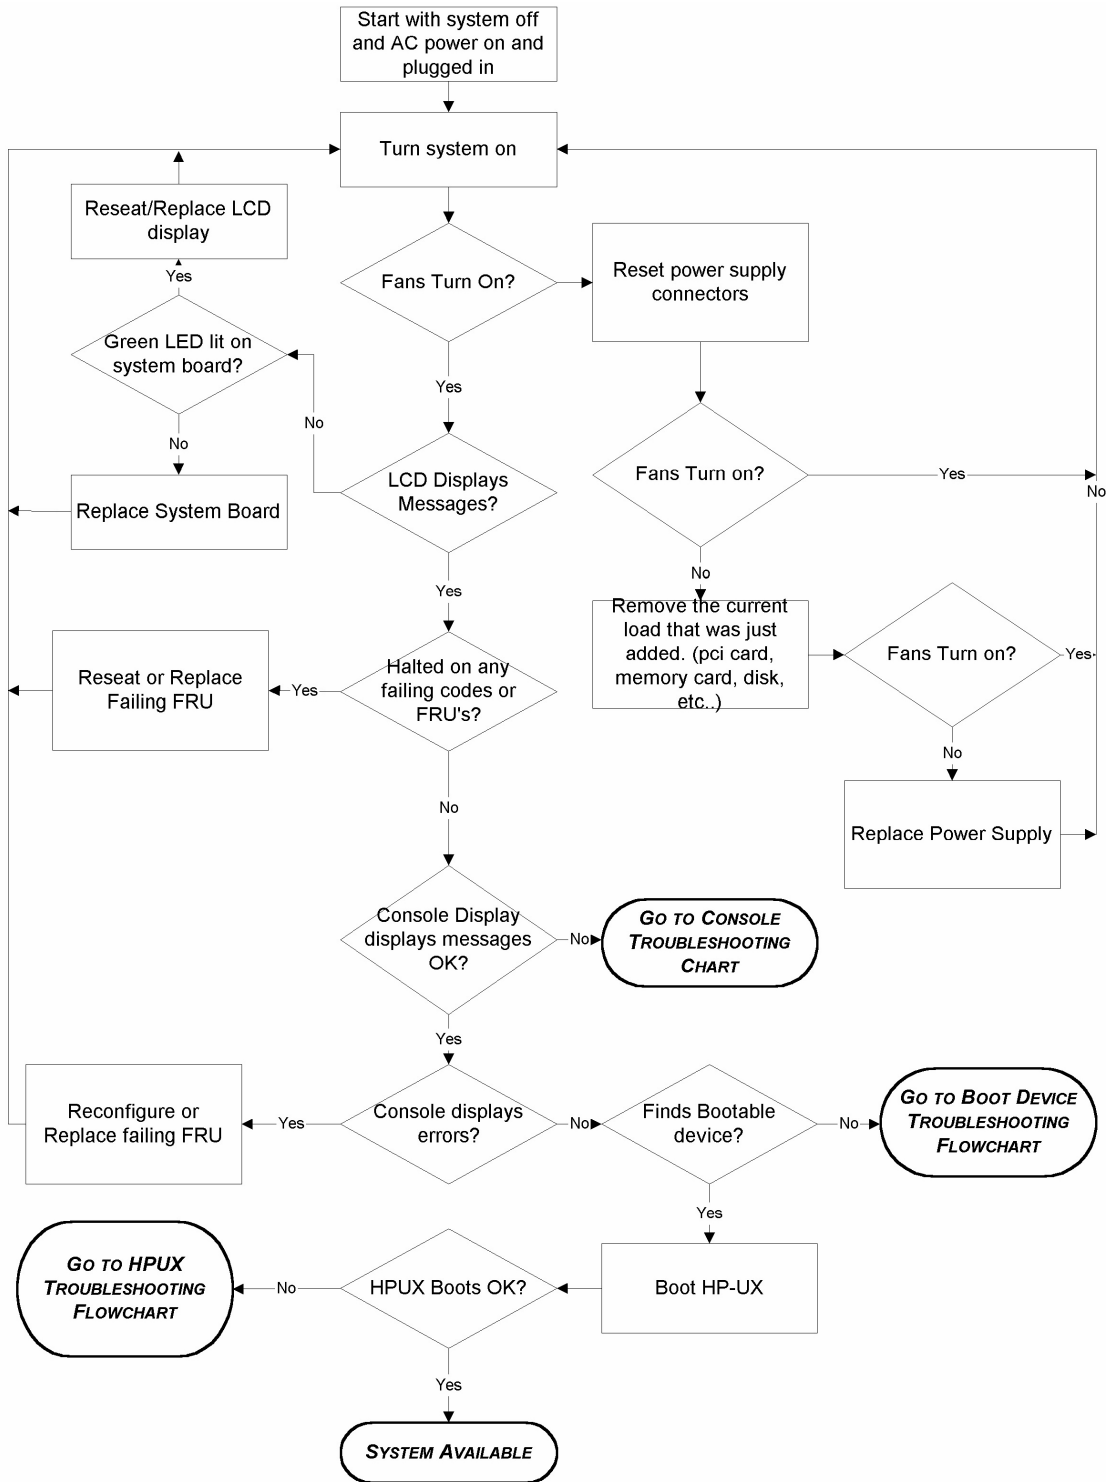 Start with system off
and AC power on and
plugged in
Turn system on
Reseat/Replace LCD
display
Yes
Fans Turn On?
Reset power supply
connectors
Green LED lit on
system board?
Yes
No
No
LCD Displays
Messages?
Fans Turn on?
Yes
No
Replace System Board
Yes
No
Remove the current
load that was just
added. (pci card,
memory card, disk,
etc..)
Fans Turn on?
Yes
Reseat or Replace
Failing FRU
Yes
Halted on any
failing codes or
FRU's?
No
No
Replace Power Supply
Console Display
displays messages
OK?
No
GO TO CONSOLE
TROUBLESHOOTING
CHART
Yes
Reconfigure or
Replace failing FRU
Yes
Console displays
errors?
No
Finds Bootable
device?
No
GO TO BOOT DEVICE
TROUBLESHOOTING
FLOWCHART
Yes
GO TO HPUX
TROUBLESHOOTING
FLOWCHART
No
HPUX Boots OK?
Boot HP-UX
Yes
SYSTEM AVAILABLE